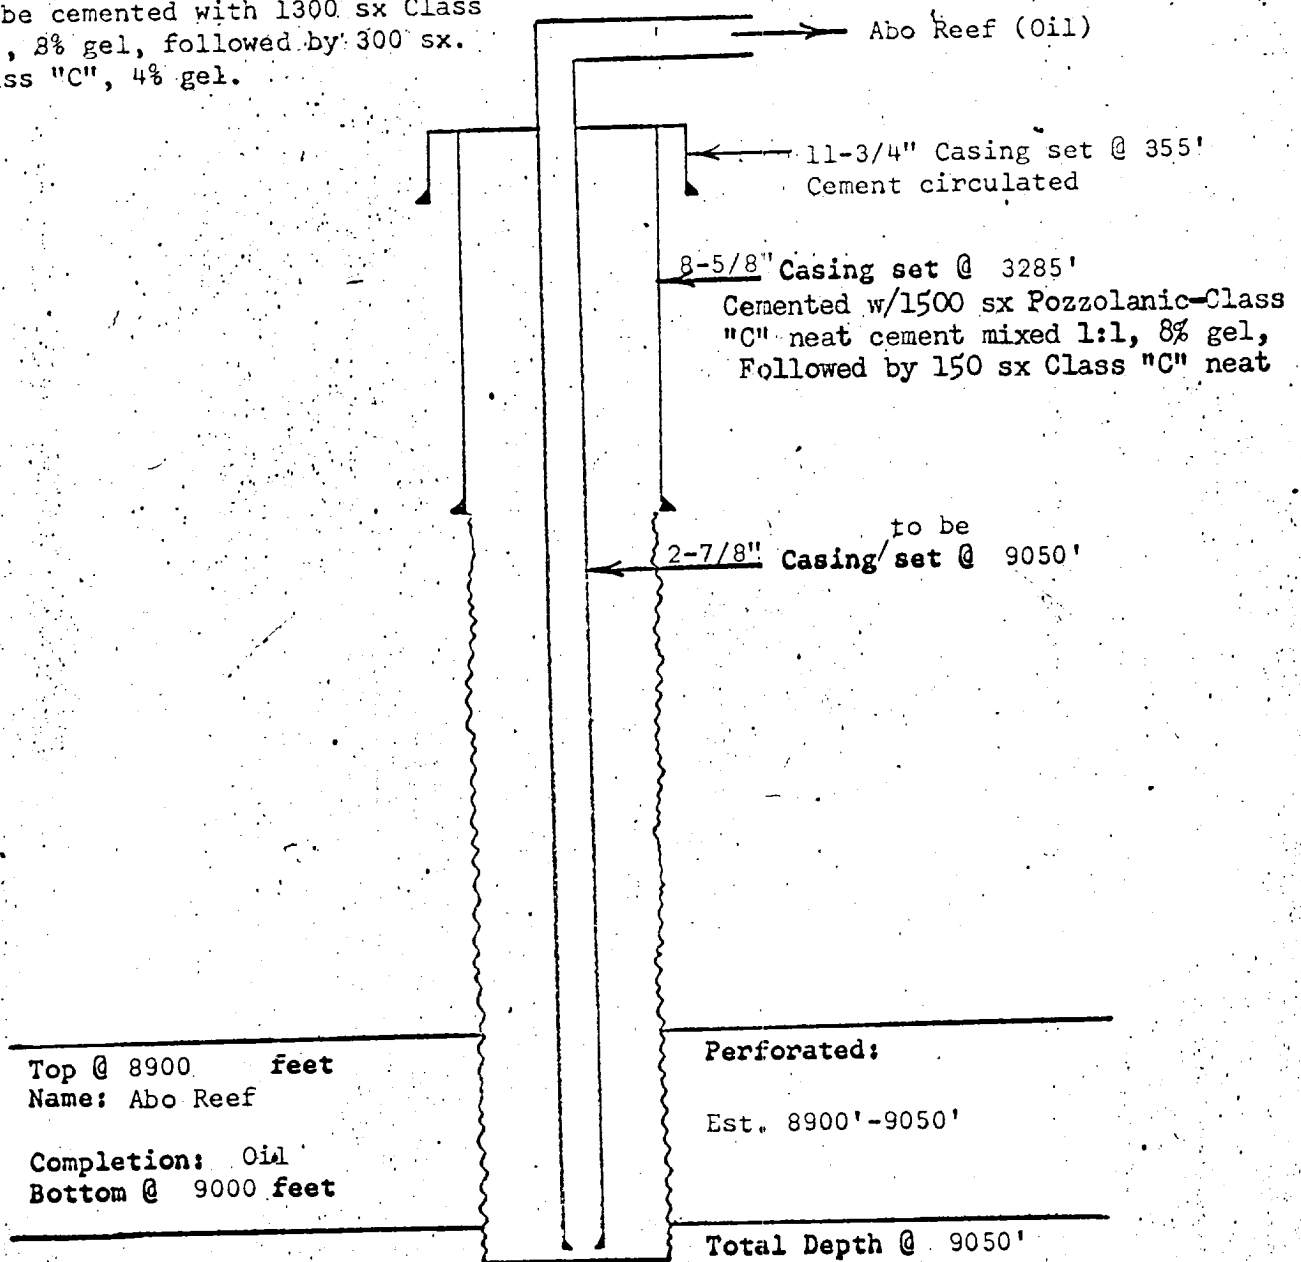 be cemented with 1300 sx Class
, 8% gel, followed by 300 sx.
ss "C", 4% gel.
Abo Reef (Oil)
11-3/4" Casing set @ 355'
Cement circulated
8-5/8" Casing set @ 3285'
Cemented w/1500 sx Pozzolanic-Class
"C" neat cement mixed 1:1, 8% gel,
Followed by 150 sx Class "C" neat
to be
2-7/8" Casing/set @ 9050'
Top @ 8900 feet
Name: Abo Reef
Completion: Oil
Bottom @ 9000 feet
Perforated:
Est. 8900'-9050'
Total Depth @ 9050'